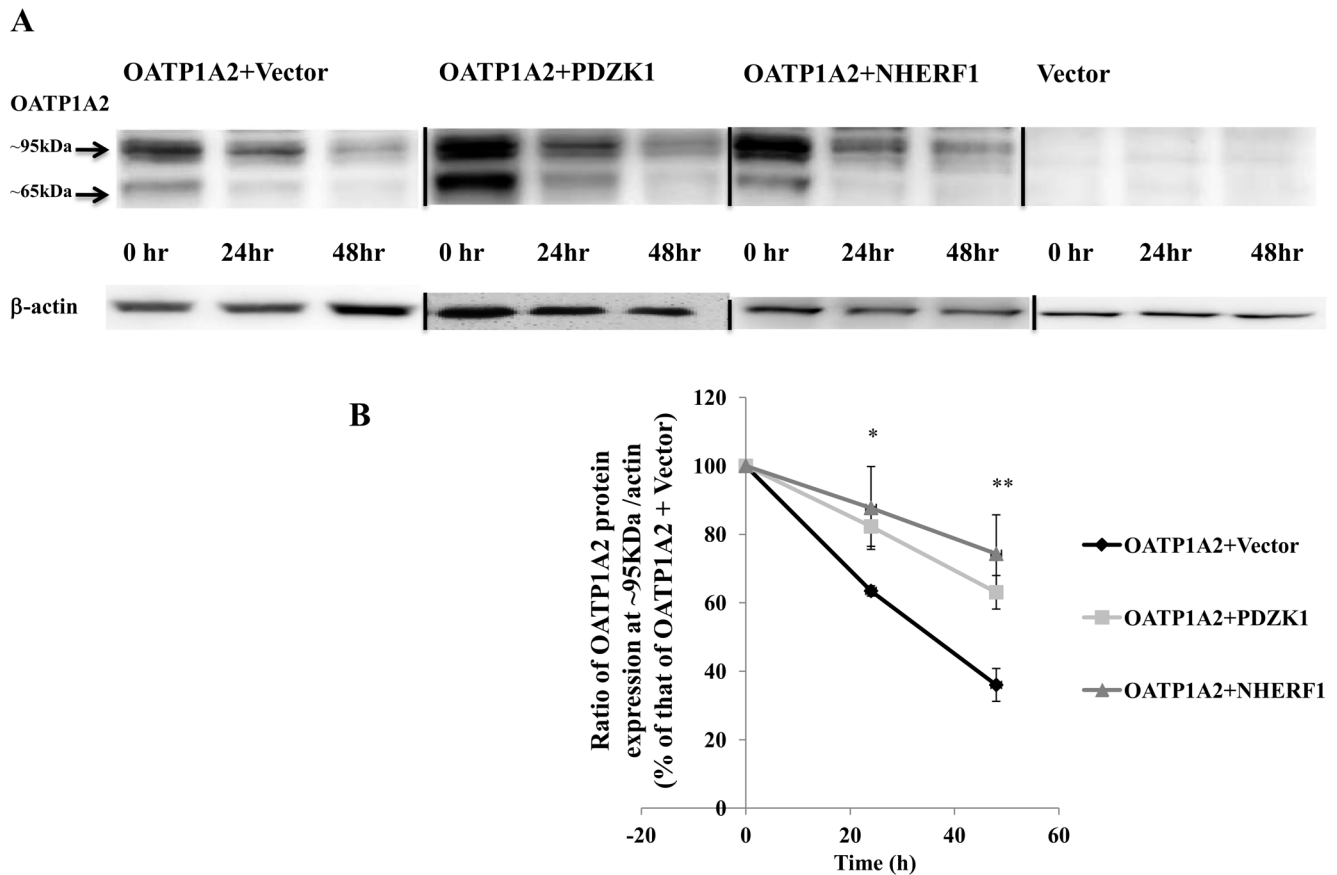 A
OATP1A2+Vector OATP1A2+PDZK1 OATP1A2+NHERF1 Vector
OATP1A2
~95kDa
~65kDa
0 hr 24hr 48hr 0 hr 24hr 48hr 0 hr 24hr 48hr 0 hr 24hr 48hr
β-actin
B
Ratio of OATP1A2 protein
expression at ~95KDa /actin
(% of that of OATP1A2 + Vector)
120
100
80
60
40
20
0
*
**
-20 0 20 40 60
Time (h)
OATP1A2+Vector
OATP1A2+PDZK1
OATP1A2+NHERF1